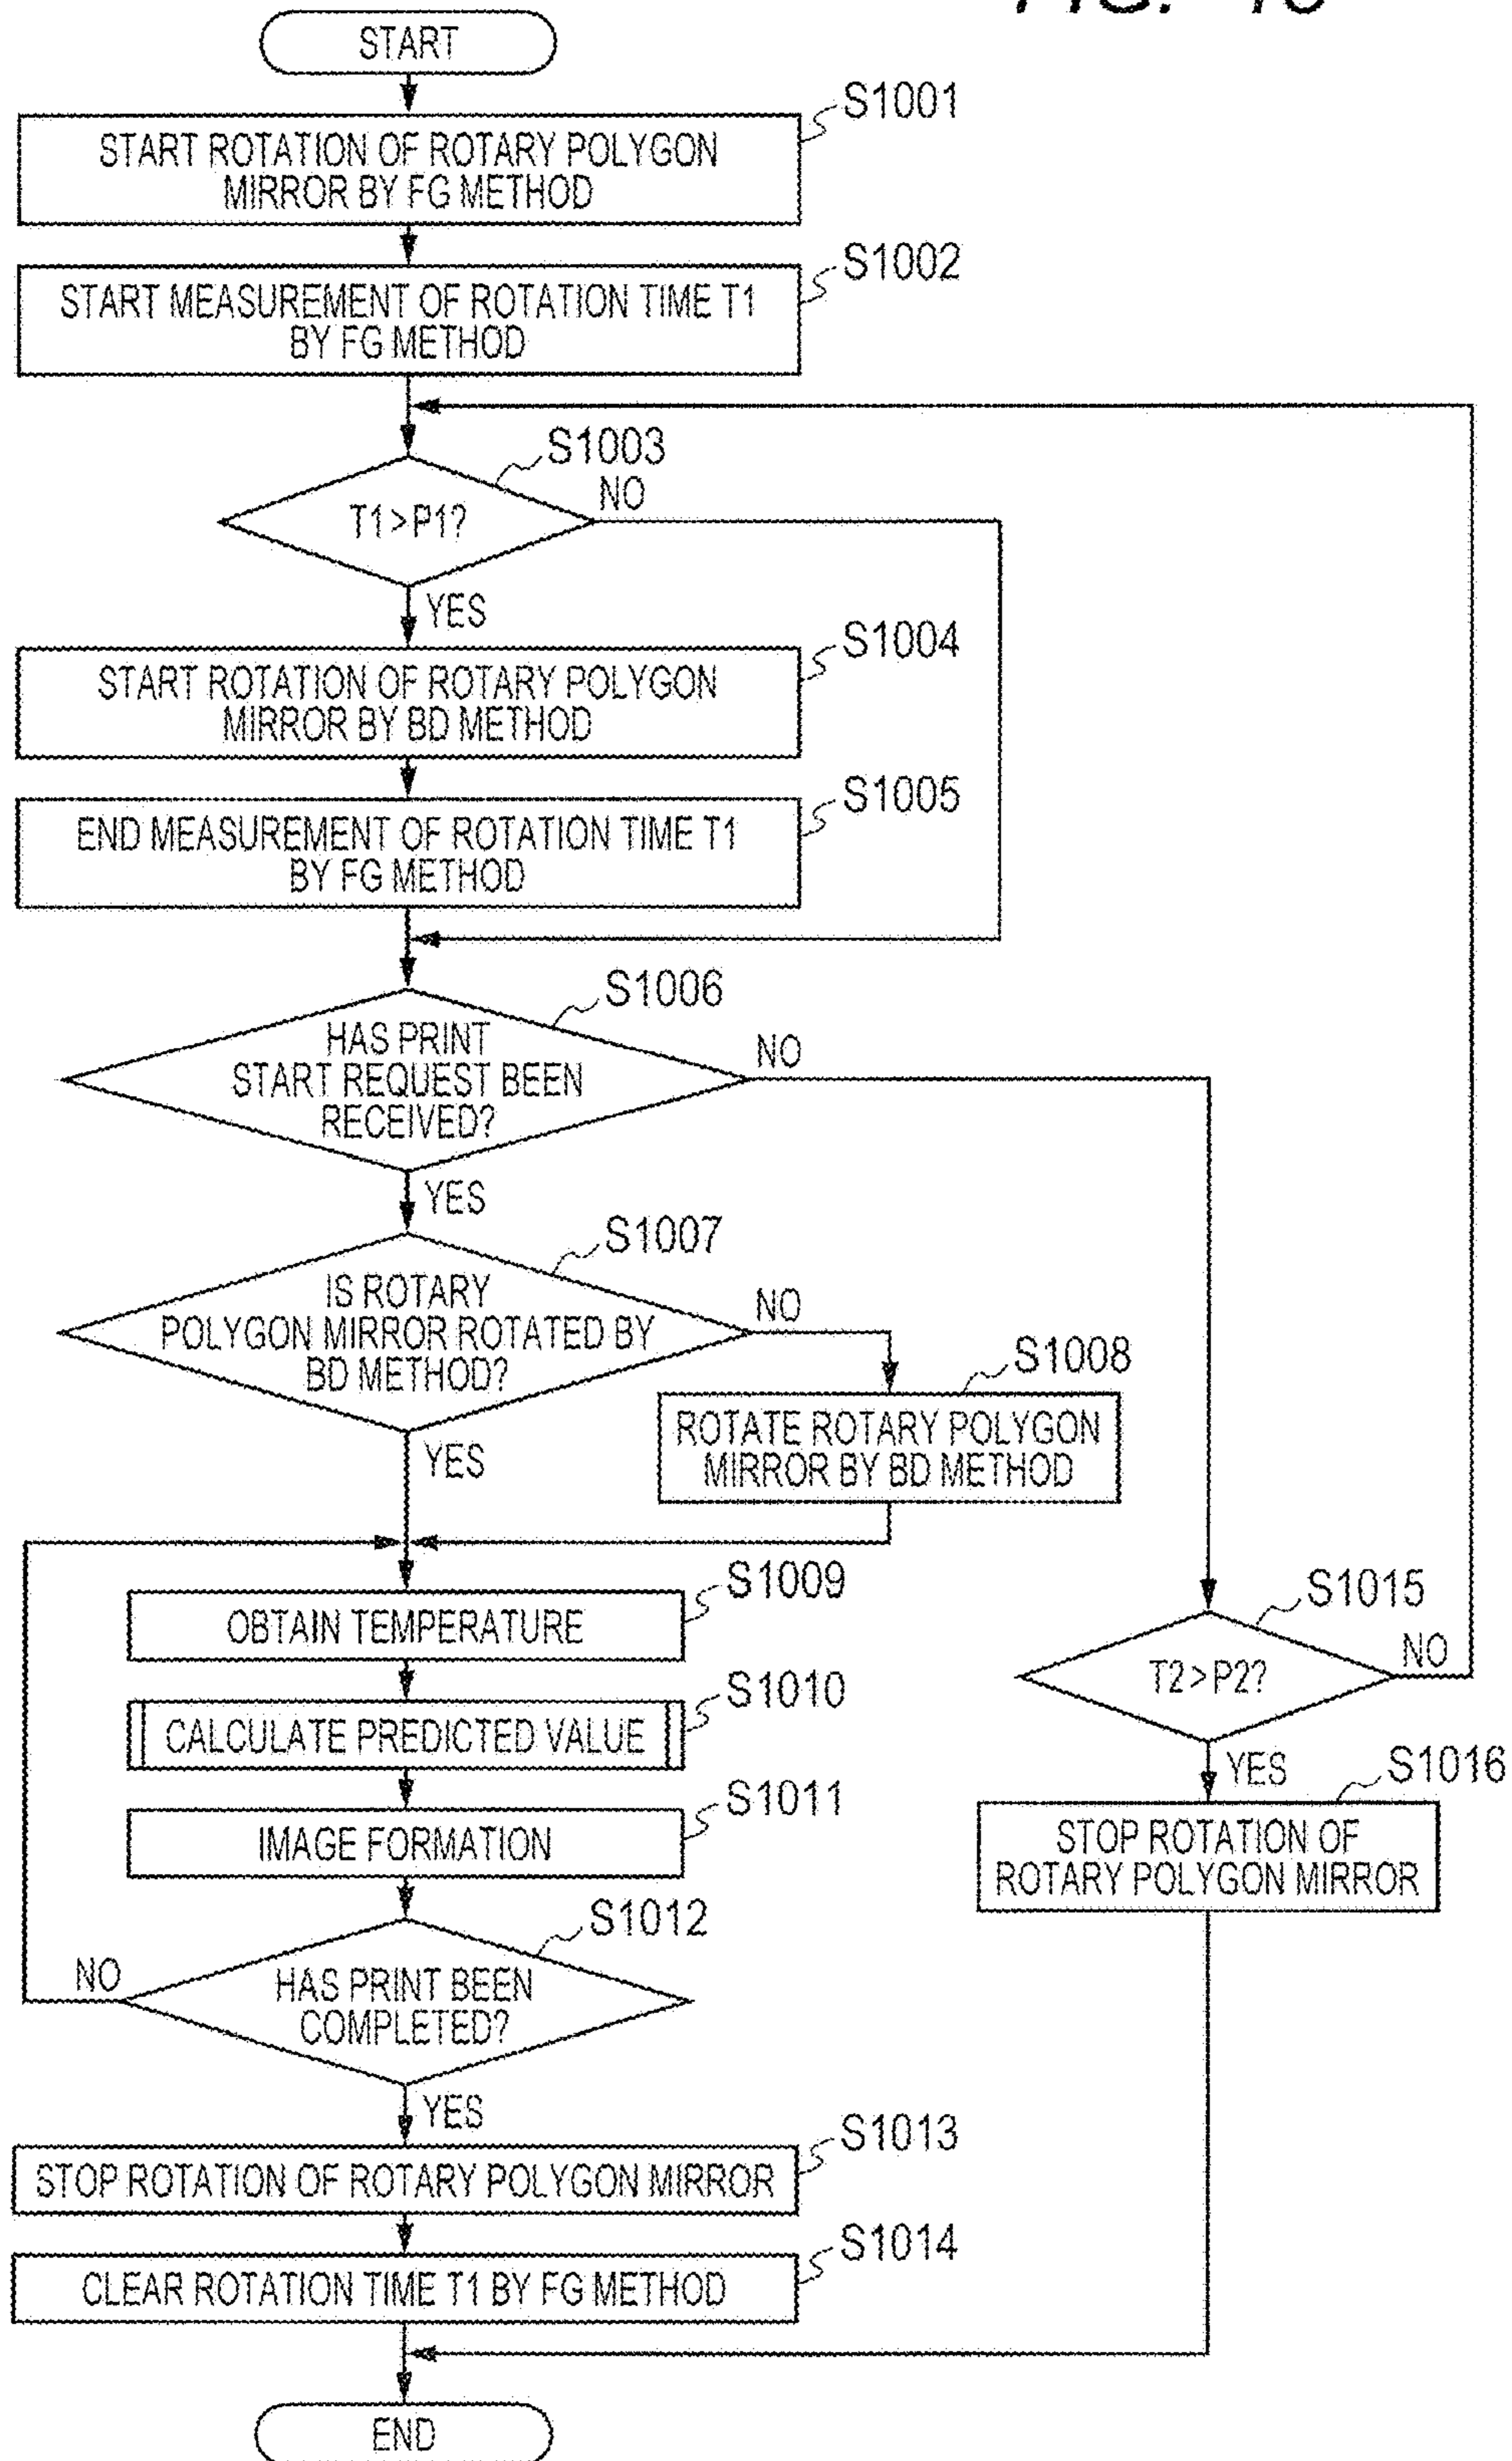 START
S1001
START ROTATION OF ROTARY POLYGON
MIRROR BY FG METHOD
S1002
START MEASUREMENT OF ROTATION TIME T1
BY FG METHOD
S1003
T1>P1?
NO
YES
S1004
START ROTATION OF ROTARY POLYGON
MIRROR BY BD METHOD
S1005
END MEASUREMENT OF ROTATION TIME T1
BY FG METHOD
S1006
HAS PRINT
START REQUEST BEEN
RECEIVED?
NO
YES
S1007
IS ROTARY
POLYGON MIRROR ROTATED BY
BD METHOD?
NO
YES
S1008
ROTATE ROTARY POLYGON
MIRROR BY BD METHOD
S1009
OBTAIN TEMPERATURE
S1010
CALCULATE PREDICTED VALUE
S1011
IMAGE FORMATION
S1012
HAS PRINT BEEN
COMPLETED?
NO
YES
S1013
STOP ROTATION OF ROTARY POLYGON MIRROR
S1014
CLEAR ROTATION TIME T1 BY FG METHOD
S1015
T2>P2?
NO
YES
S1016
STOP ROTATION OF
ROTARY POLYGON MIRROR
END